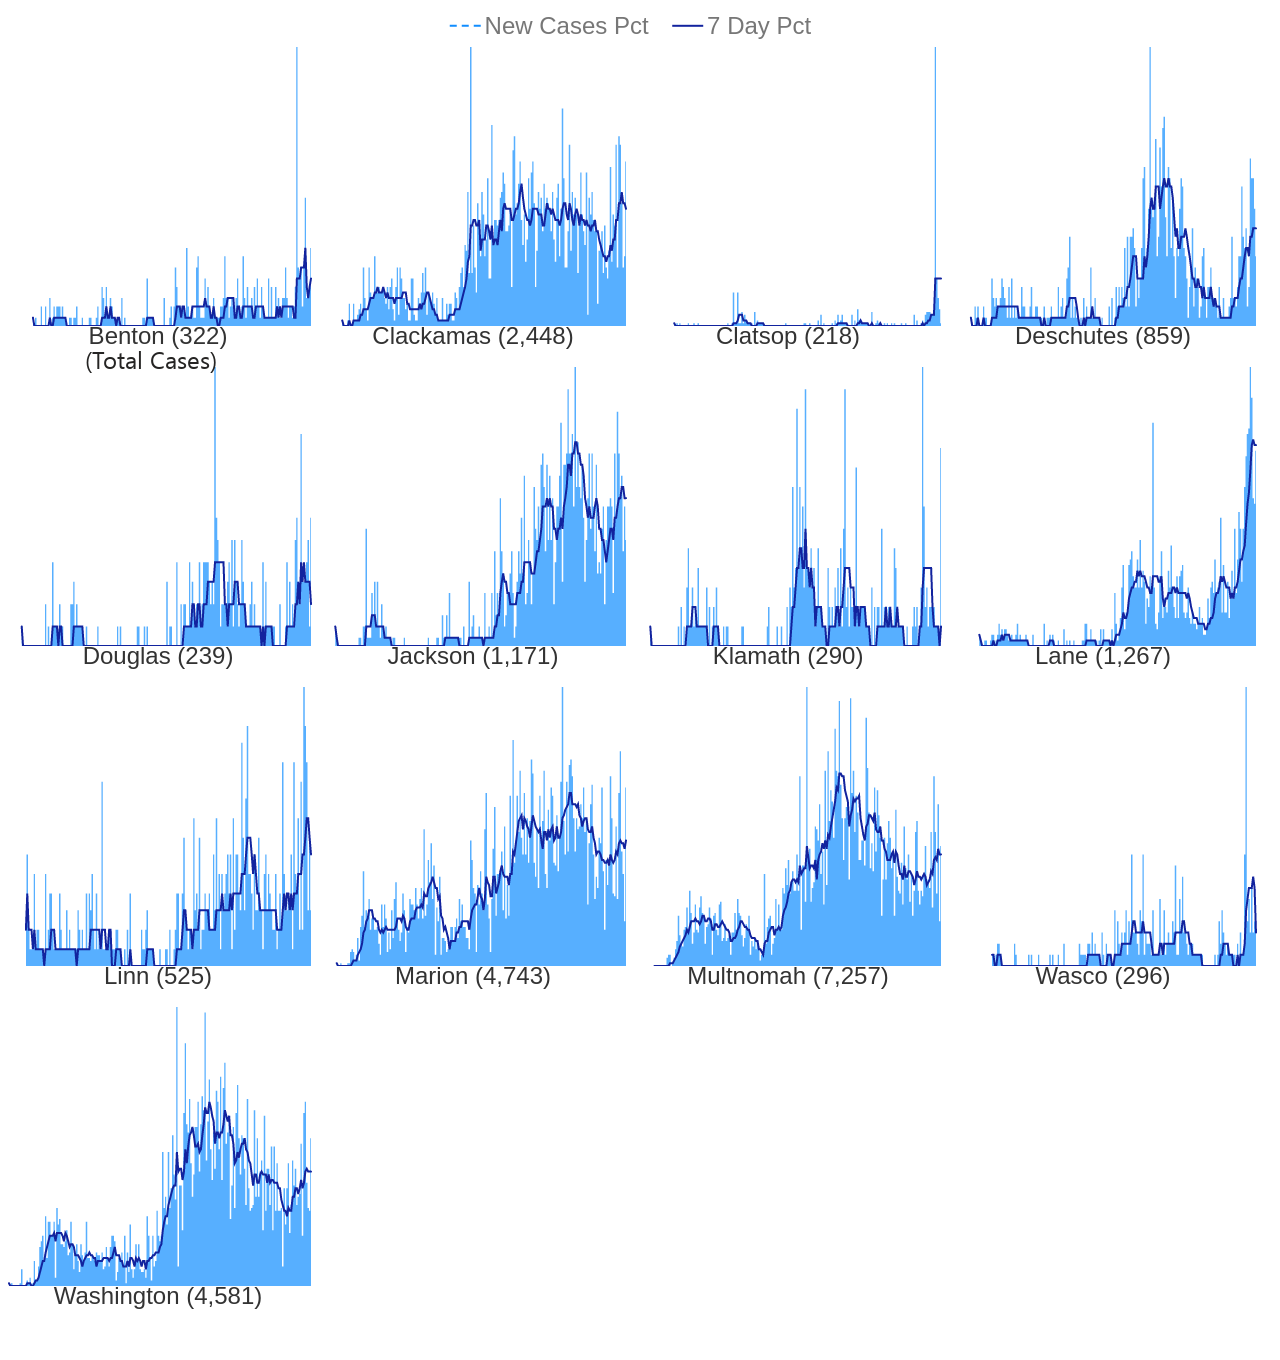 New Cases Pct 7 Day Pct
Benton (322) Clackamas (2,448) Clatsop (218) Deschutes (859)
(Total Cases)
Douglas (239) Jackson (1,171) Klamath (290) Lane (1,267)
Linn (525) Marion (4,743) Multnomah (7,257) Wasco (296)
Washington (4,581)